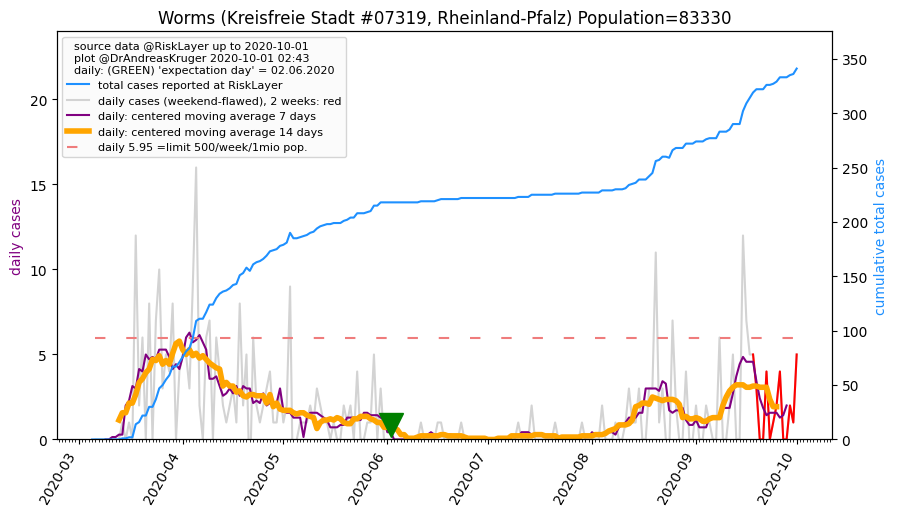 Worms (Kreisfreie Stadt #07319, Rheinland-Pfalz) Population=83330
source data @RiskLayer up to 2020-10-01
plot @DrAndreasKruger 2020-10-01 02:43
daily: (GREEN) 'expectation day' = 02.06.2020
total cases reported at RiskLayer
daily cases (weekend-flawed), 2 weeks: red
daily: centered moving average 7 days
daily: centered moving average 14 days
daily 5.95 =limit 500/week/1mio pop.
daily cases
20
15
10
5
0
cumulative total cases
350
300
250
200
150
100
50
0
2020-03
2020-04
2020-05
2020-06
2020-07
2020-08
2020-09
2020-10